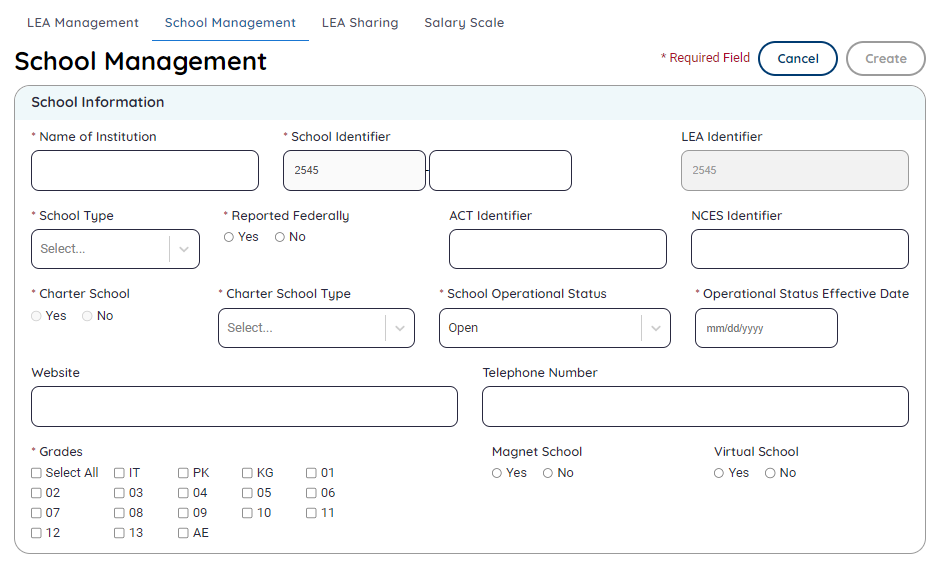 LEA Management School Management LEA Sharing Salary Scale
School Management
* Required Field Cancel Create
School Information
* Name of Institution * School Identifier LEA Identifier
2545 - 2545
* School Type * Reported Federally ACT Identifier NCES Identifier
Select... Yes No
* Charter School * Charter School Type * School Operational Status * Operational Status Effective Date
Yes No Select... Open mm/dd/yyyy
Website Telephone Number
* Grades Magnet School Virtual School
Select All IT PK KG 01 Yes No Yes No
02 03 04 05 06
07 08 09 10 11
12 13 AE